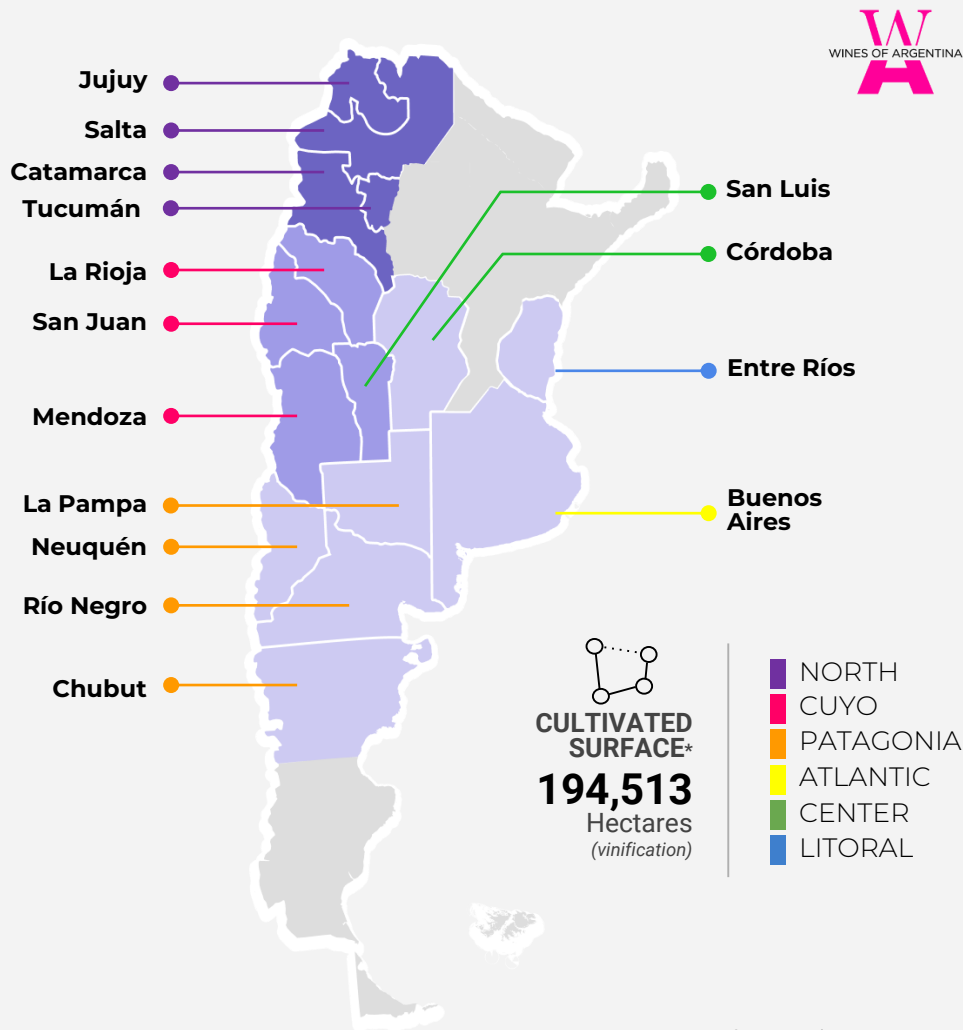 W
WINES OF ARGENTINA
A
Jujuy
Salta
Catamarca
Tucumán
La Rioja
San Juan
Mendoza
La Pampa
Neuquén
Río Negro
Chubut
San Luis
Córdoba
Entre Ríos
Buenos
Aires
CULTIVATED
SURFACE*
194,513
Hectares
(vinification)
NORTH
CUYO
PATAGONIA
ATLANTIC
CENTER
LITORAL